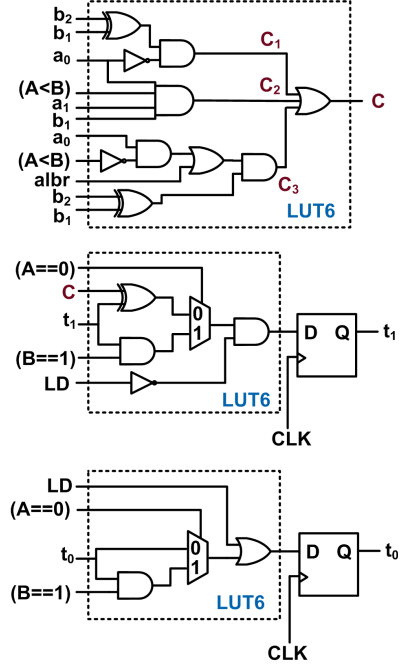 b₂
b₁
a₀
C₁
(A<B)
C₂
C
a₁
b₁
a₀
(A<B)
albr
C₃
b₂
b₁
LUT6
(A==0)
C
t₁
0
1
D Q
t₁
(B==1)
LD
LUT6
CLK
LD
(A==0)
t₀
0
1
D Q
t₀
(B==1)
LUT6
CLK